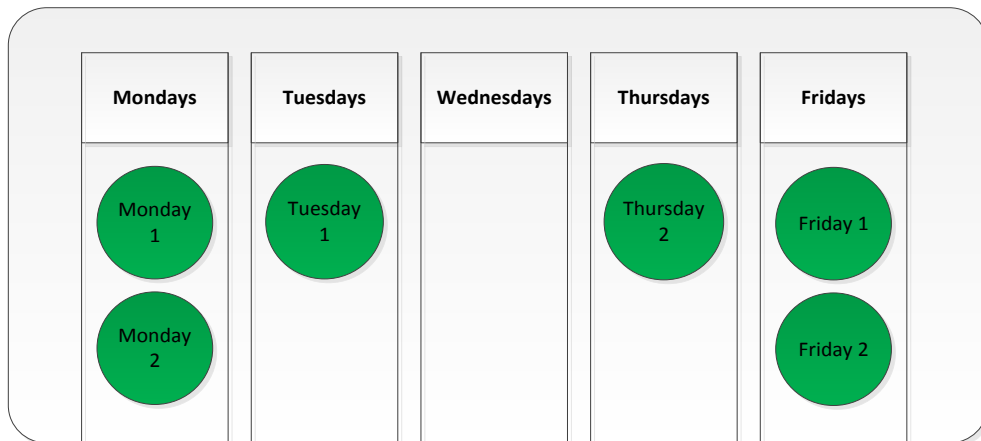 Mondays
Tuesdays
Wednesdays
Thursdays
Fridays
Monday
1
Tuesday
1
Thursday
2
Friday 1
Monday
2
Friday 2